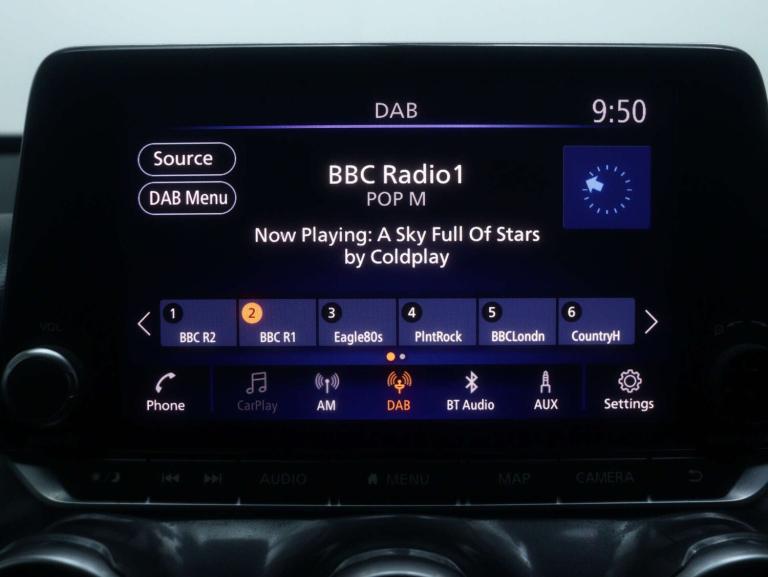 DAB
9:50
Source
DAB Menu
BBC Radio1
POP M
Now Playing: A Sky Full Of Stars
by Coldplay
1
BBC R2
2
BBC R1
3
Eagle80s
4
PlntRock
5
BBCLondn
6
CountryH
Phone
CarPlay
AM
DAB
BT Audio
AUX
Settings
VOL
AUDIO
MENU
MAP
CAMERA